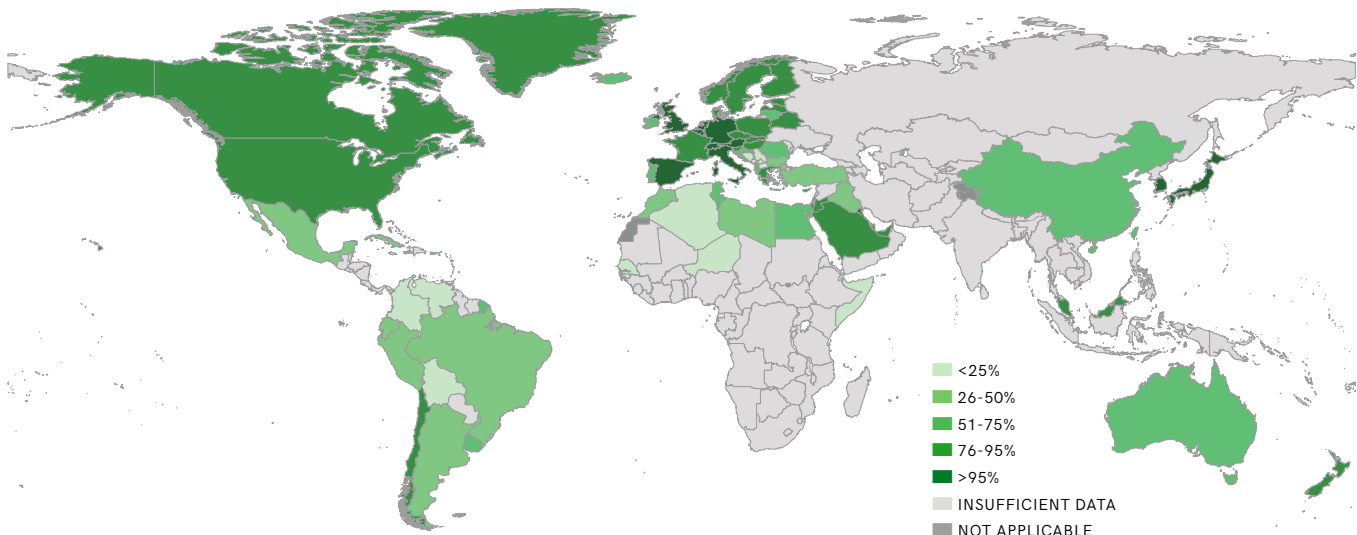 <25%
26-50%
51-75%
76-95%
>95%
INSUFFICIENT DATA
NOT APPLICABLE